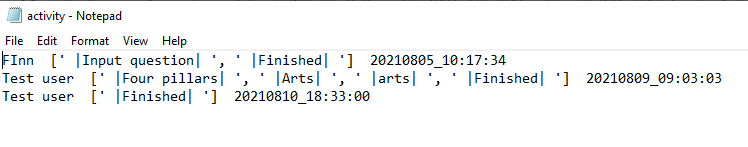 activity - Notepad
File Edit Format View Help
FInn  [' |Input question| ', ' |Finished| ']  20210805_10:17:34
Test user  [' |Four pillars| ', ' |Arts| ', ' |arts| ', ' |Finished| ']  20210809_09:03:03
Test user  [' |Finished| ']  20210810_18:33:00